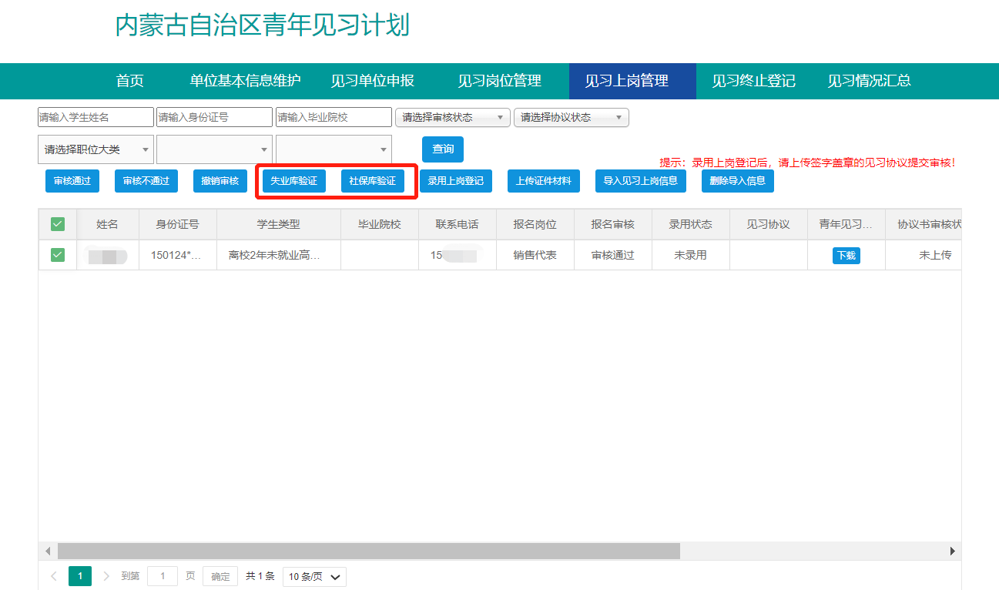 内蒙古自治区青年见习计划
首页 单位基本信息维护 见习单位申报 见习岗位管理 见习上岗管理 见习终止登记 见习情况汇总
请输入学生姓名 请输入身份证号 请输入毕业院校 请选择审核状态 请选择协议状态
请选择职位大类 查询
提示：录用上岗登记后，请上传签字盖章的见习协议提交审核！
审核通过 审核不通过 撤销审核 失业库验证 社保库验证 录用上岗登记 上传证件材料 导入见习上岗信息 删除导入信息
姓名 身份证号 学生类型 毕业院校 联系电话 报名岗位 报名审核 录用状态 见习协议 青年见习... 协议书审核状
150124*... 离校2年未就业高... 15 销售代表 审核通过 未录用 下载 未上传
1 到第 1 页 确定 共 1 条 10 条/页